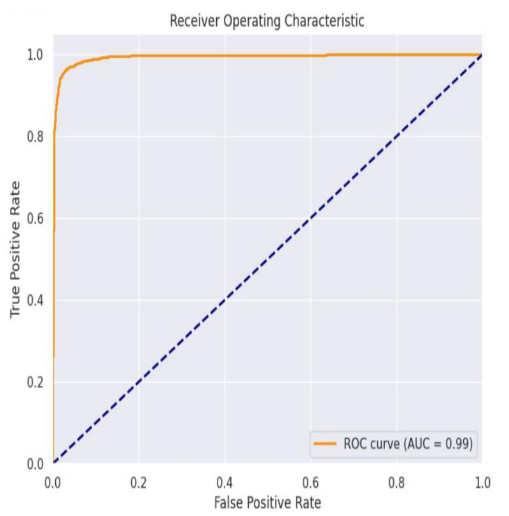 Receiver Operating Characteristic
1.0
0.8
0.6
0.4
0.2
0.0
True Positive Rate
ROC curve (AUC = 0.99)
0.0 0.2 0.4 0.6 0.8 1.0
False Positive Rate